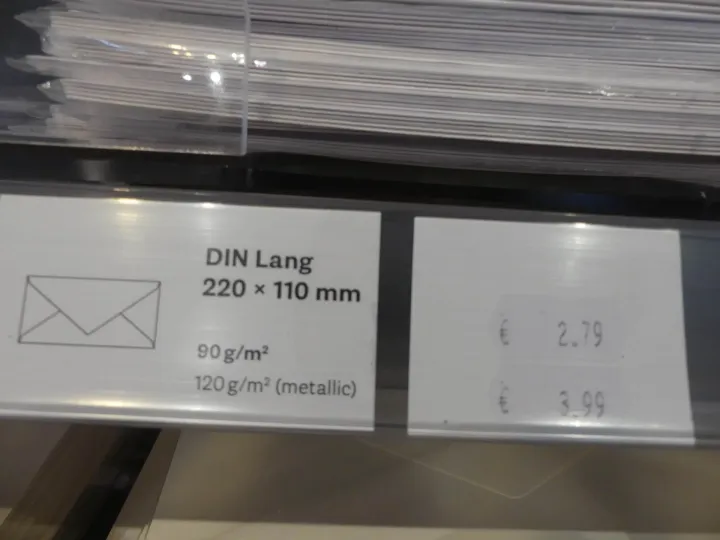 DIN Lang
220 × 110 mm
90 g/m²
120 g/m² (metallic)
€ 2.79
€ 3.99